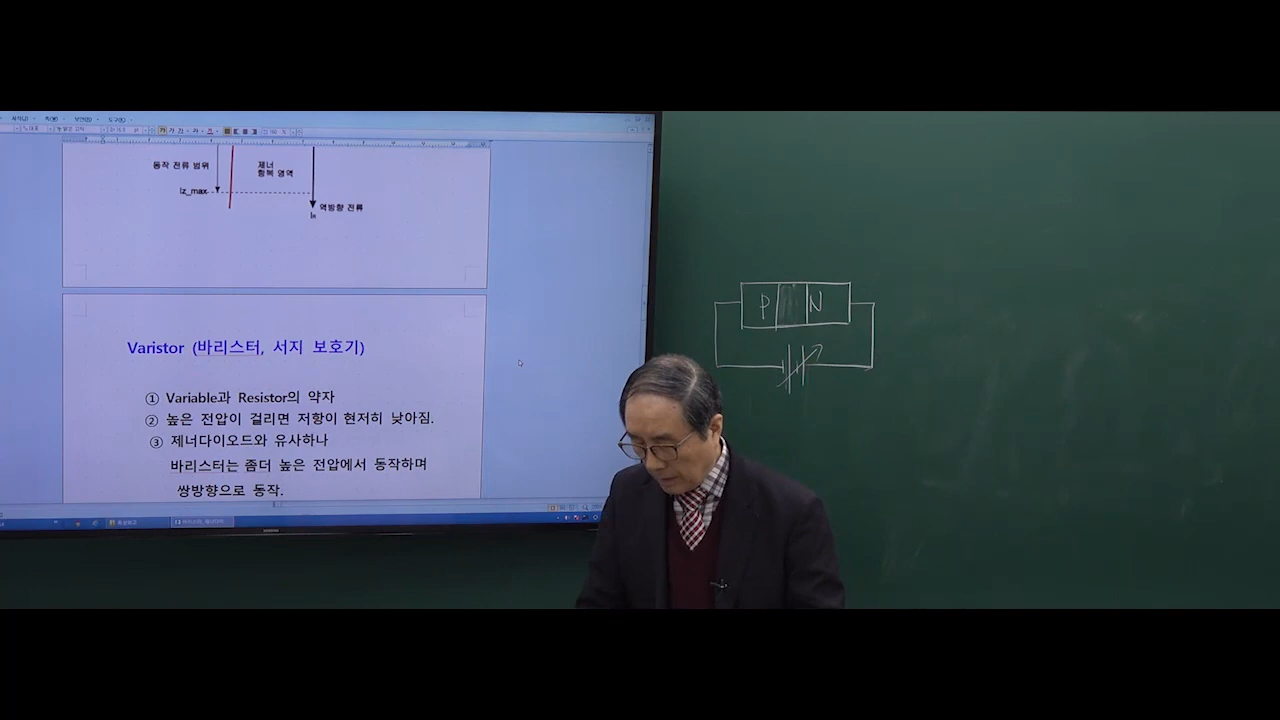 동작 전류 범위
제너
항복 영역
Iz_max
역방향 전류
Varistor (바리스터, 서지 보호기)
① Variable과 Resistor의 약자
② 높은 전압이 걸리면 저항이 현저히 낮아짐.
③ 제너다이오드와 유사하나
바리스터는 좀더 높은 전압에서 동작하며
쌍방향으로 동작.
P N